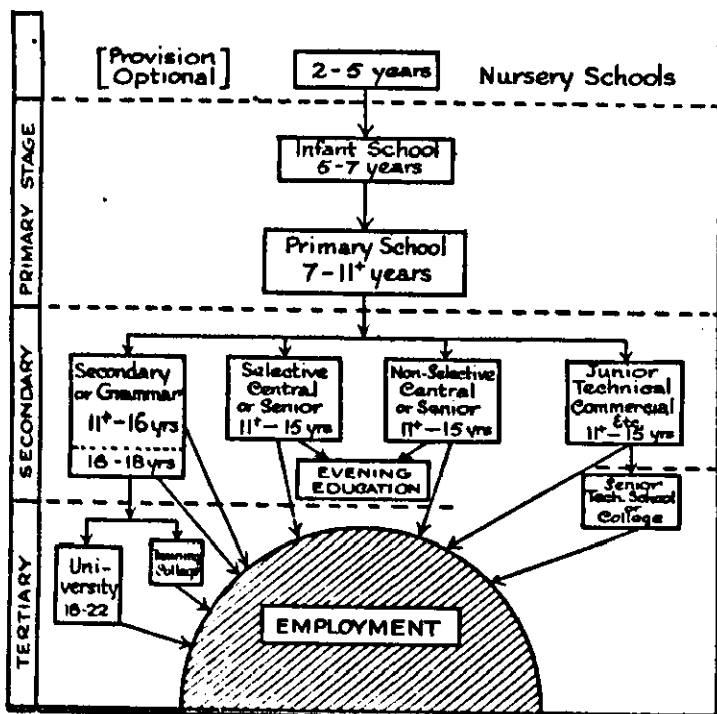 [Provision
Optional]
2-5 years
Nursery Schools
PRIMARY STAGE
Infant School
5-7 years
Primary School
7-11+ years
SECONDARY
Secondary
or Grammar
11+-16 yrs
16-18 yrs
Selective
Central
or Senior
11+-15 yrs
Non-Selective
Central
or Senior
11+-15 yrs
Junior
Technical
Commercial
Etc
11+-15 yrs
EVENING
EDUCATION
Senior
Tech. School
or
College
TERTIARY
Uni-
versity
18-22
Training
College
EMPLOYMENT